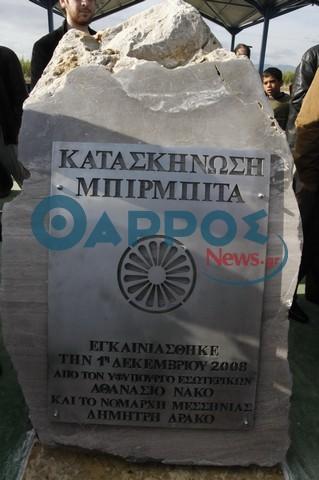 ΚΑΤΑΣΚΗΝΩΣΗ
ΜΠΙΡΜΠΙΤΑ
ΘΑΡΡΟΣ
News.gr
ΕΓΚΑΙΝΙΑΣΘΗΚΕ
ΤΗΝ 1η ΔΕΚΕΜΒΡΙΟΥ 2008
ΑΠΟ ΤΟΝ ΥΦΥΠΟΥΡΓΟ ΕΣΩΤΕΡΙΚΩΝ
ΑΘΑΝΑΣΙΟ ΝΑΚΟ
ΚΑΙ ΤΟ ΝΟΜΑΡΧΗ ΜΕΣΣΗΝΙΑΣ
ΔΗΜΗΤΡΗ ΔΡΑΚΟ